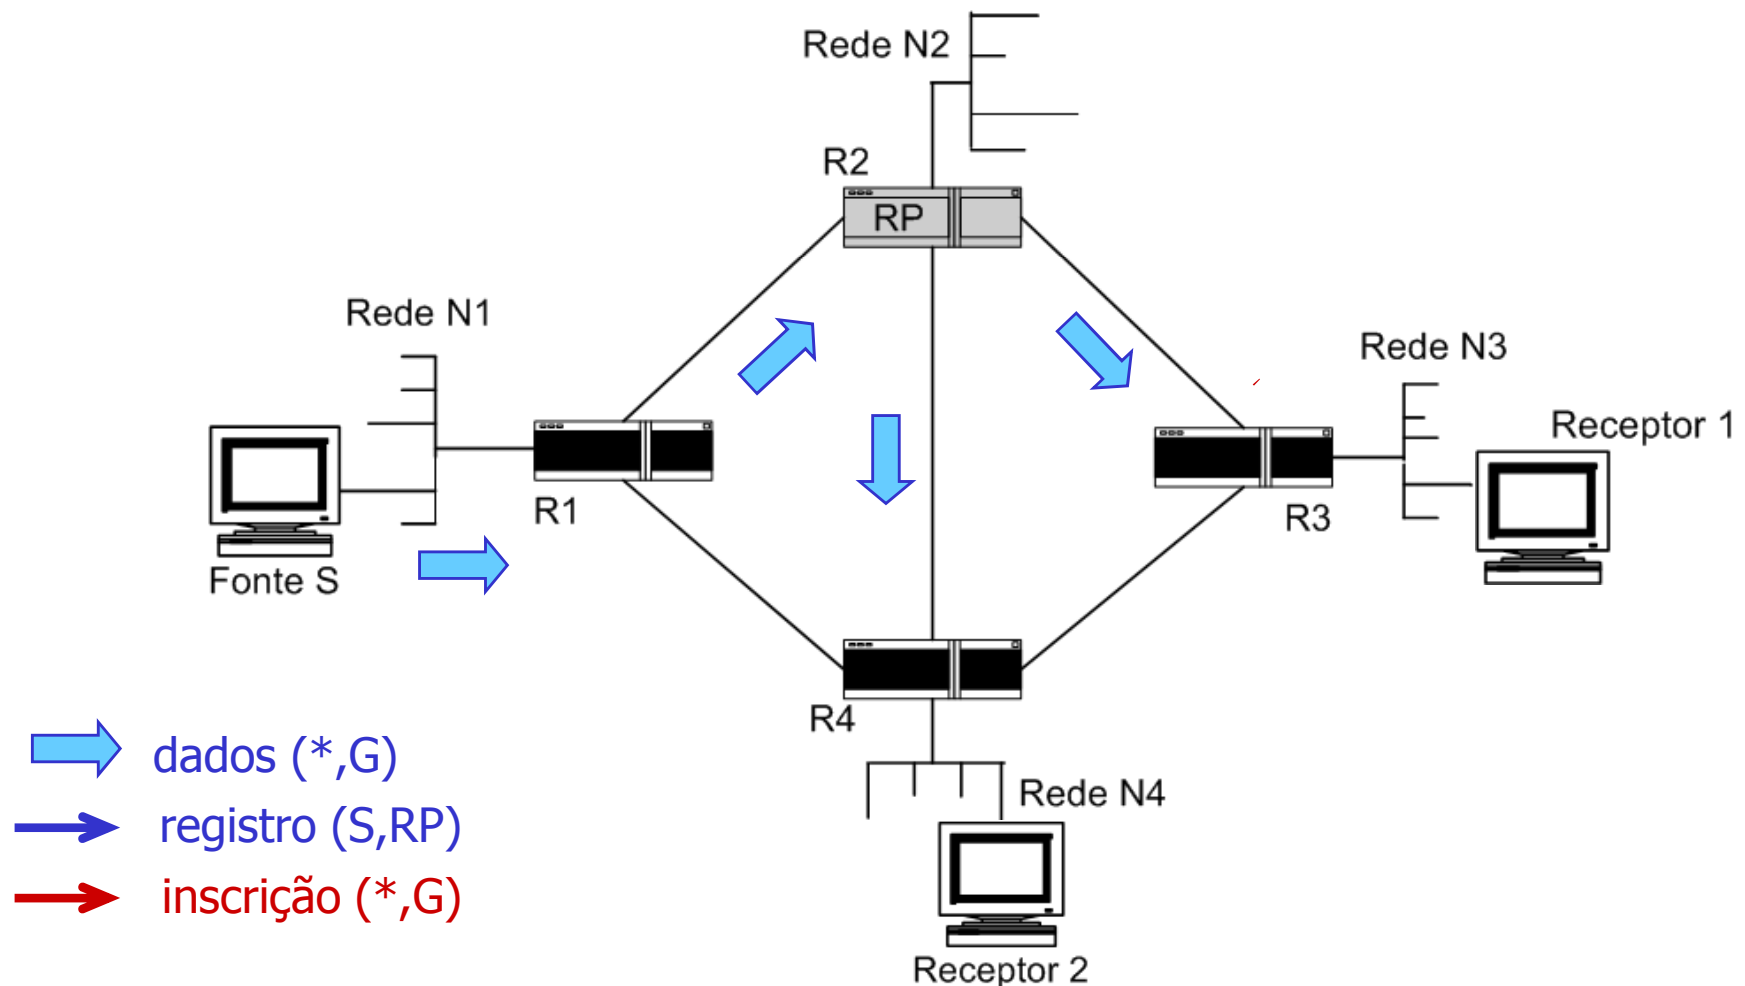 Rede N2
R2
RP
Rede N1
Rede N3
Receptor 1
R1
R3
Fonte S
R4
dados (*,G)
Rede N4
registro (S,RP)
inscrição (*,G)
Receptor 2